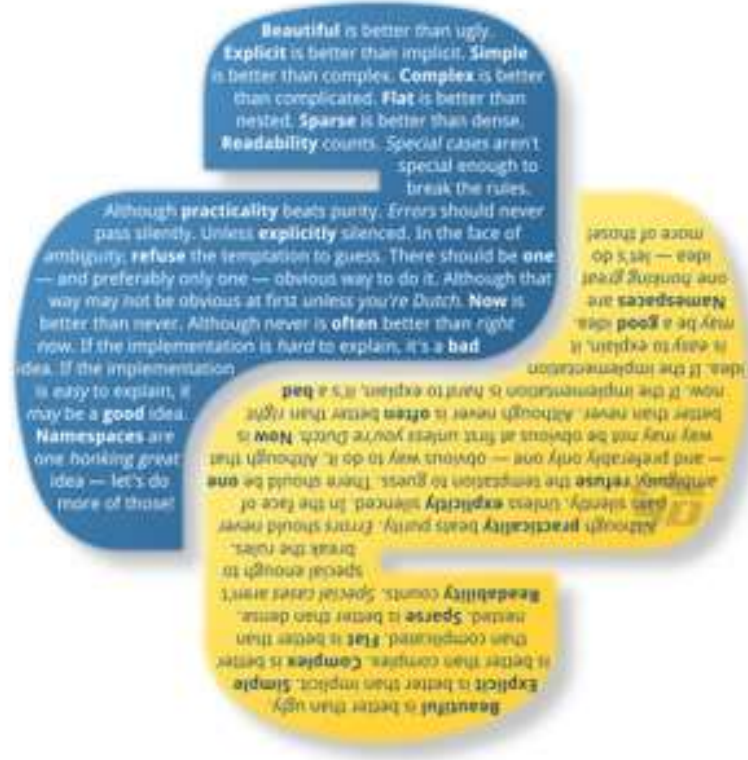 Beautiful is better than ugly.
Explicit is better than implicit. Simple
is better than complex. Complex is better
than complicated. Flat is better than
nested. Sparse is better than dense.
Readability counts. Special cases aren't
special enough to
break the rules.
Although practicality beats purity. Errors should never
pass silently. Unless explicitly silenced. In the face of
ambiguity, refuse the temptation to guess. There should be one
— and preferably only one — obvious way to do it. Although that
way may not be obvious at first unless you're Dutch. Now is
better than never. Although never is often better than right
now. If the implementation is hard to explain, it's a bad
idea. If the implementation
is easy to explain, it
may be a good idea.
Namespaces are
one honking great
idea — let's do
more of those!
Beautiful is better than ugly
Explicit is better than implicit. Simple
is better than complex. Complex is better
than complicated. Flat is better than
nested. Sparse is better than dense.
Readability counts. Special cases aren't
special enough to
break the rules.
Although practicality beats purity. Errors should never
pass silently. Unless explicitly silenced. In the face of
ambiguity, refuse the temptation to guess. There should be one
— and preferably only one — obvious way to do it. Although that
way may not be obvious at first unless you're Dutch. Now is
better than never. Although never is often better than right
now. If the implementation is hard to explain, it's a bad
idea. If the implementation
is easy to explain, it
may be a good idea.
Namespaces are
one honking great
idea — let's do
more of those!